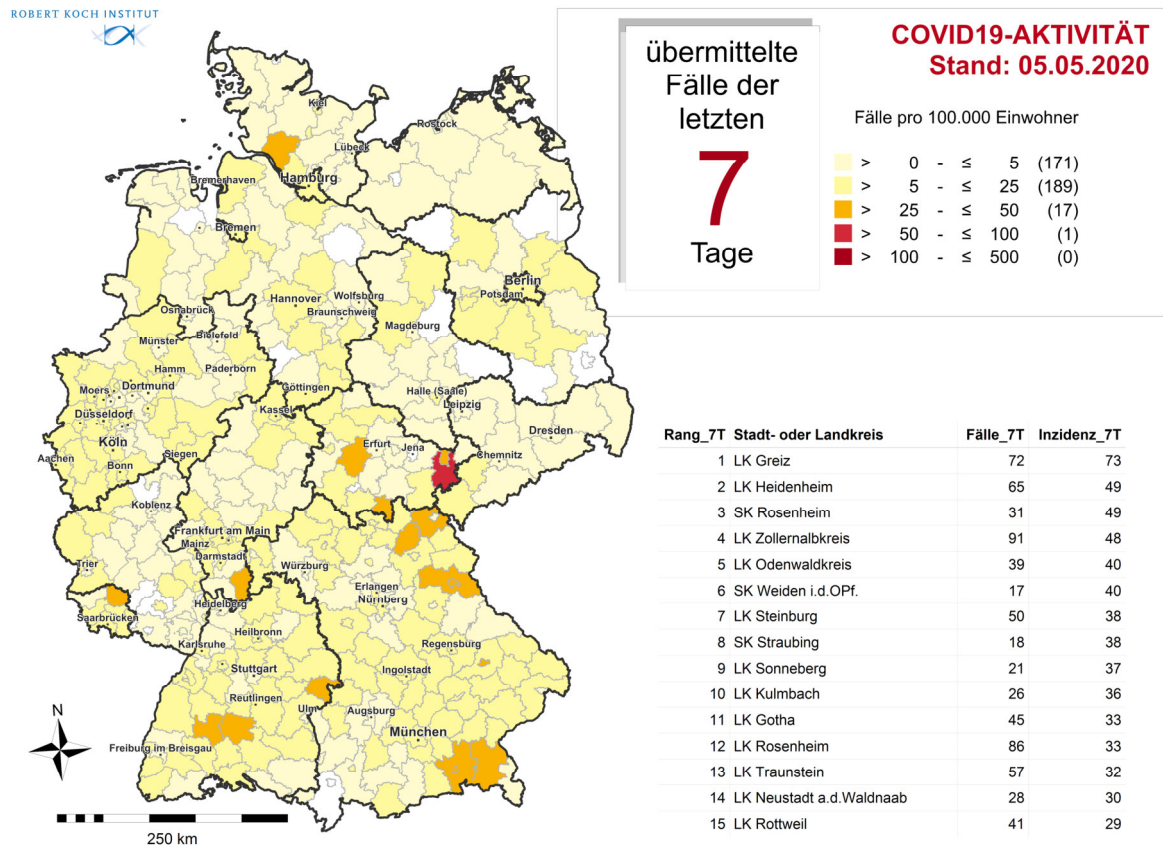 ROBERT KOCH INSTITUT
übermittelte
Fälle der
letzten
7
Tage
COVID19-AKTIVITÄT
Stand: 05.05.2020
Fälle pro 100.000 Einwohner
> 0 - ≤ 5 (171)
> 5 - ≤ 25 (189)
> 25 - ≤ 50 (17)
> 50 - ≤ 100 (1)
> 100 - ≤ 500 (0)
Kiel
Rostock
Lübeck
Hamburg
Bremerhaven
Bremen
Berlin
Potsdam
Hannover
Wolfsburg
Braunschweig
Osnabrück
Magdeburg
Bielefeld
Münster
Hamm
Paderborn
Moers
Dortmund
Göttingen
Halle (Saale)
Leipzig
Düsseldorf
Kassel
Dresden
Köln
Erfurt
Jena
Chemnitz
Siegen
Aachen
Bonn
Koblenz
Frankfurt am Main
Mainz
Darmstadt
Trier
Würzburg
Erlangen
Nürnberg
Heidelberg
Saarbrücken
Heilbronn
Karlsruhe
Regensburg
Stuttgart
Ingolstadt
Reutlingen
Ulm
Augsburg
München
Freiburg im Breisgau
N
250 km
Rang_7T Stadt- oder Landkreis Fälle_7T Inzidenz_7T
1 LK Greiz 72 73
2 LK Heidenheim 65 49
3 SK Rosenheim 31 49
4 LK Zollernalbkreis 91 48
5 LK Odenwaldkreis 39 40
6 SK Weiden i.d.OPf. 17 40
7 LK Steinburg 50 38
8 SK Straubing 18 38
9 LK Sonneberg 21 37
10 LK Kulmbach 26 36
11 LK Gotha 45 33
12 LK Rosenheim 86 33
13 LK Traunstein 57 32
14 LK Neustadt a.d.Waldnaab 28 30
15 LK Rottweil 41 29